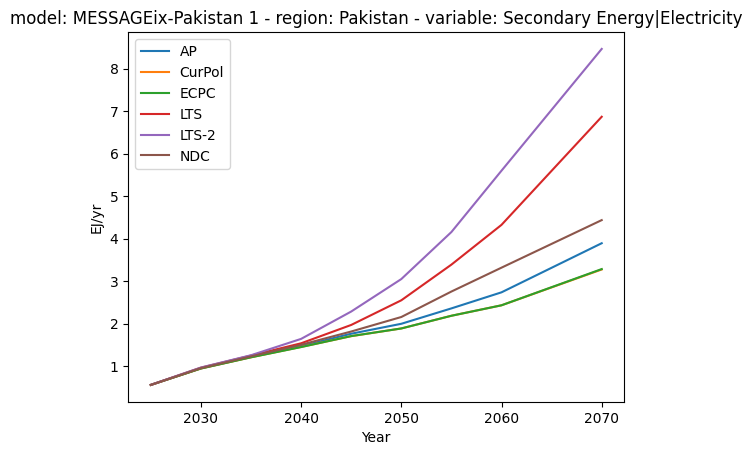 model: MESSAGEix-Pakistan 1 - region: Pakistan - variable: Secondary Energy|Electricity
AP
CurPol
ECPC
LTS
LTS-2
NDC
EJ/yr
8
7
6
5
4
3
2
1
2030
2040
2050
2060
2070
Year